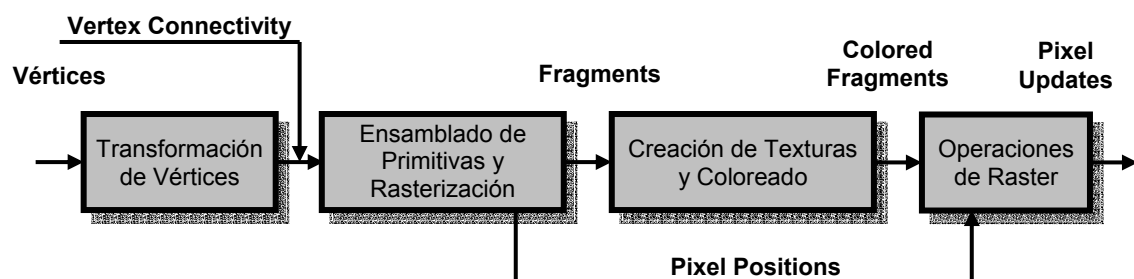 Vertex Connectivity
Vértices
Fragments
Colored
Fragments
Pixel
Updates
Transformación
de Vértices
Ensamblado de
Primitivas y
Rasterización
Creación de Texturas
y Coloreado
Operaciones
de Raster
Pixel Positions